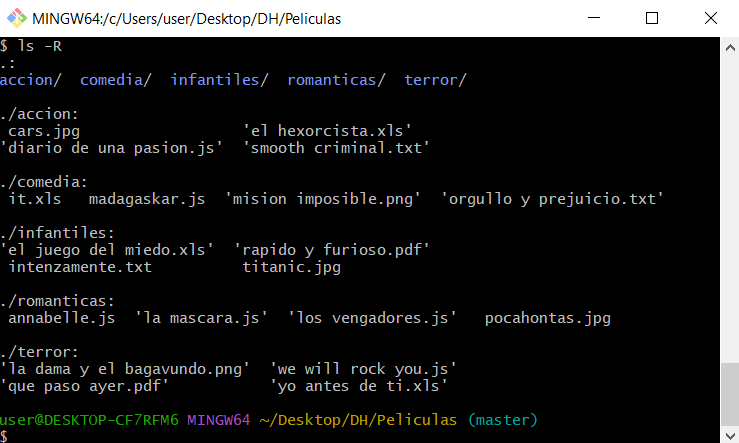 MINGW64:/c/Users/user/Desktop/DH/Peliculas
$ ls -R
.:
accion/  comedia/  infantiles/  romanticas/  terror/
./accion:
 cars.jpg                  'el hexorcista.xls'
'diario de una pasion.js'  'smooth criminal.txt'
./comedia:
 it.xls   madagaskar.js  'mision imposible.png'  'orgullo y prejuicio.txt'
./infantiles:
'el juego del miedo.xls'  'rapido y furioso.pdf'
 intenzamente.txt          titanic.jpg
./romanticas:
 annabelle.js  'la mascara.js'  'los vengadores.js'   pocahontas.jpg
./terror:
'la dama y el bagavundo.png'  'we will rock you.js'
'que paso ayer.pdf'           'yo antes de ti.xls'
user@DESKTOP-CF7RFM6 MINGW64 ~/Desktop/DH/Peliculas (master)
$